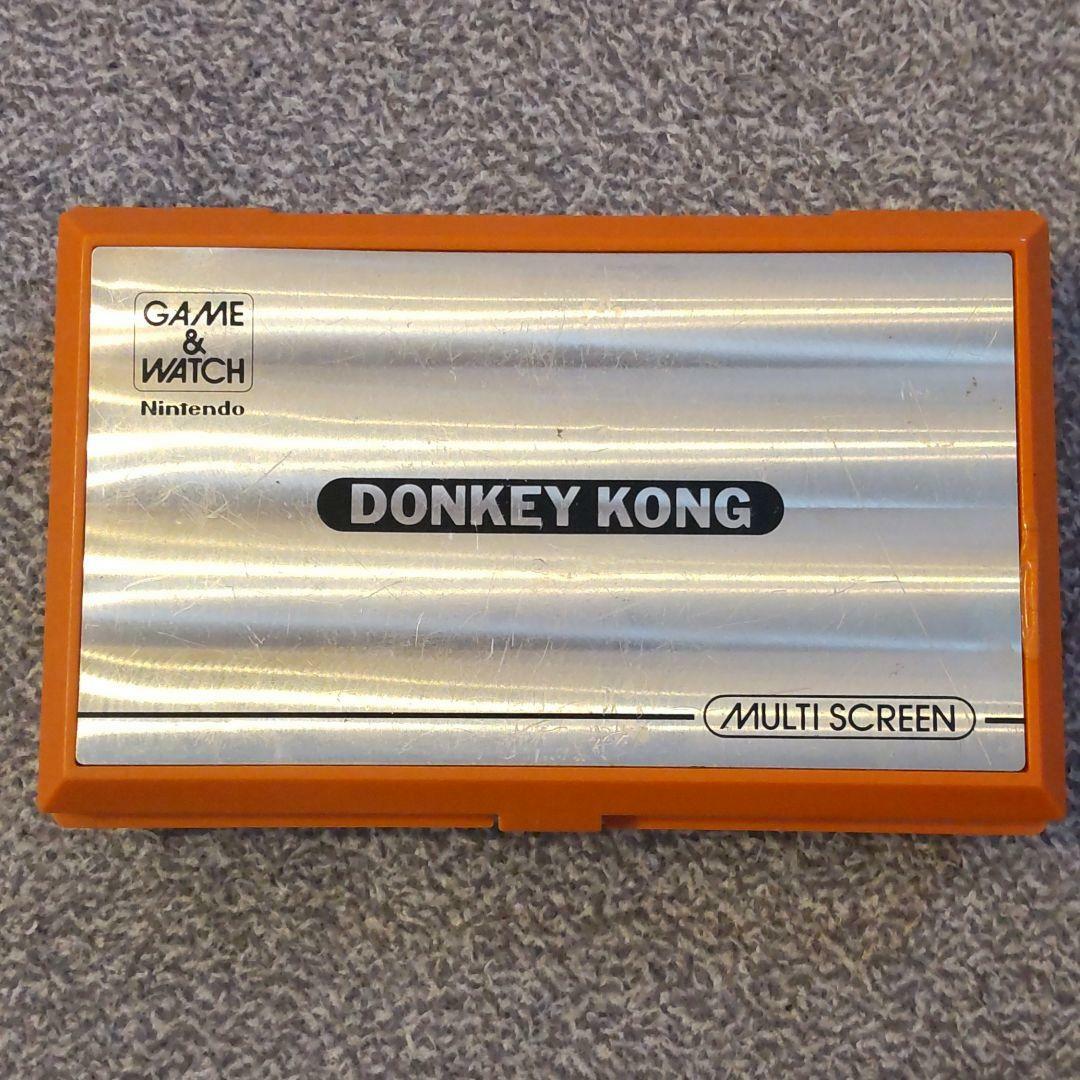 GAME
&
WATCH
Nintendo
DONKEY KONG
MULTI SCREEN